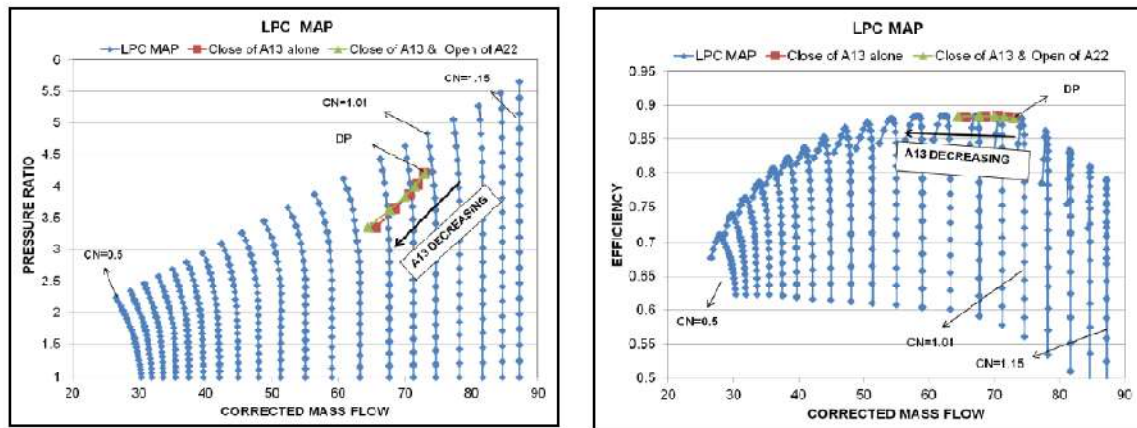 LPC MAP
LPC MAP Close of A13 alone Close of A13 & Open of A22
6
5.5
5
4.5
4
3.5
3
2.5
2
1.5
1
PRESSURE RATIO
CN=1.15
CN=1.01
DP
A13 DECREASING
CN=0.5
20 30 40 50 60 70 80 90
CORRECTED MASS FLOW
LPC MAP
LPC MAP Close of A13 alone Close of A13 & Open of A22
0.95
0.9
0.85
0.8
0.75
0.7
0.65
0.6
0.55
0.5
EFFICIENCY
DP
A13 DECREASING
CN=0.5
CN=1.01
CN=1.15
20 30 40 50 60 70 80 90
CORRECTED MASS FLOW